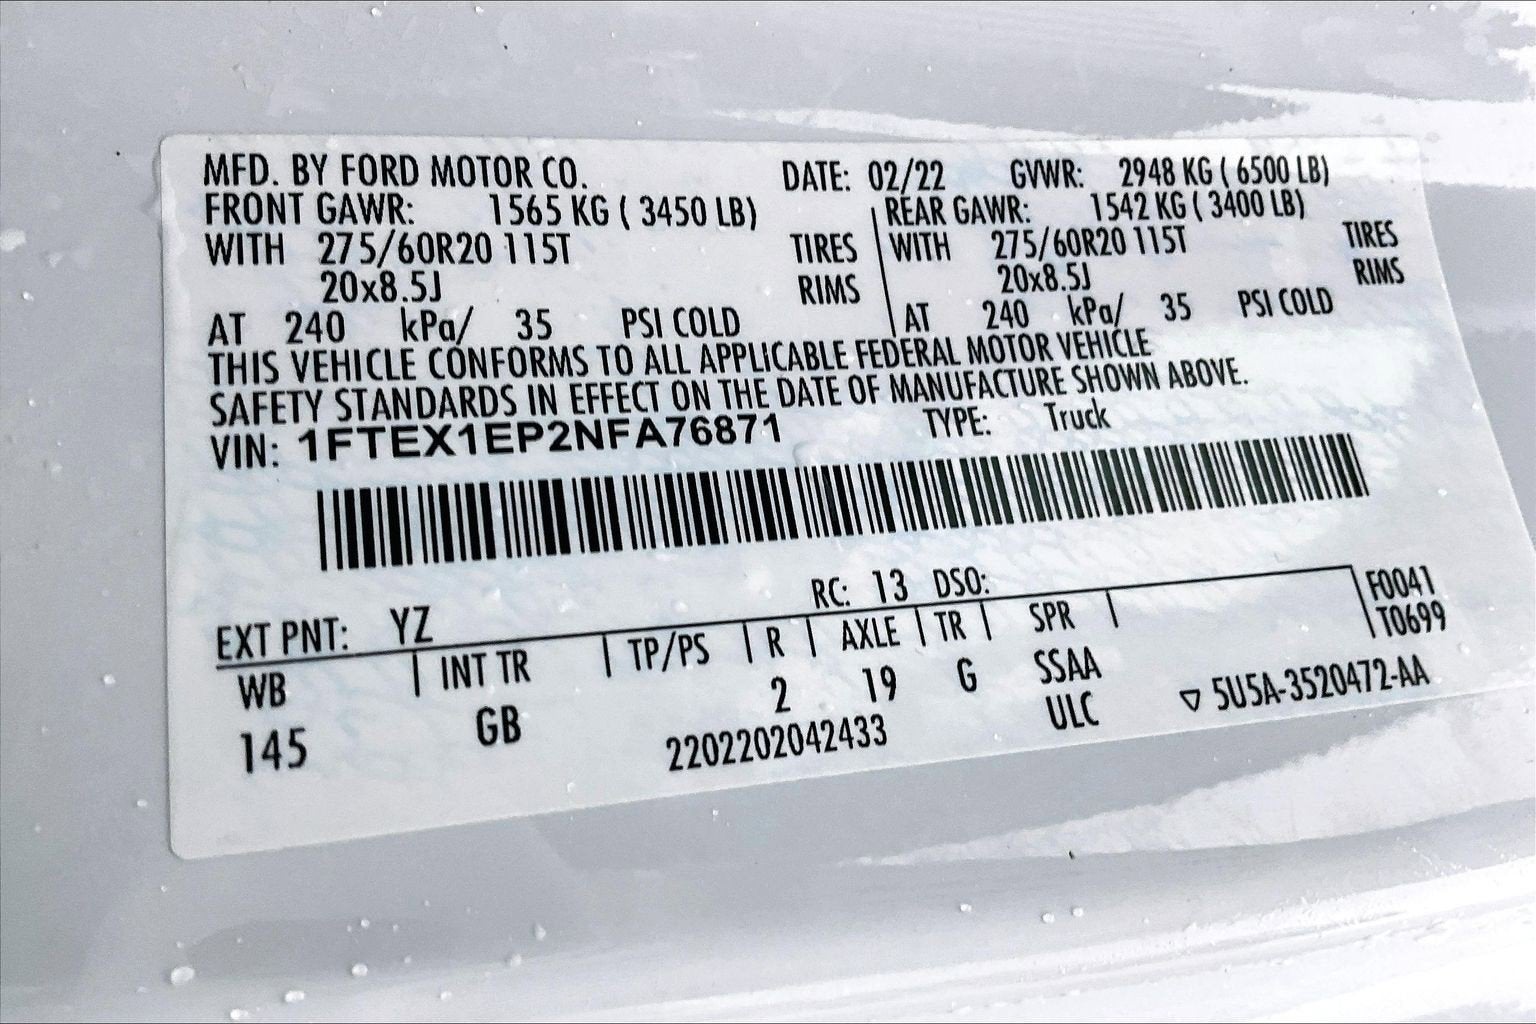 MFD. BY FORD MOTOR CO. DATE: 02/22 GVWR: 2948 KG ( 6500 LB)
FRONT GAWR: 1565 KG ( 3450 LB) REAR GAWR: 1542 KG ( 3400 LB)
WITH 275/60R20 115T TIRES WITH 275/60R20 115T TIRES
20x8.5J RIMS 20x8.5J RIMS
AT 240 kPa/ 35 PSI COLD AT 240 kPa/ 35 PSI COLD
THIS VEHICLE CONFORMS TO ALL APPLICABLE FEDERAL MOTOR VEHICLE
SAFETY STANDARDS IN EFFECT ON THE DATE OF MANUFACTURE SHOWN ABOVE.
VIN: 1FTEX1EP2NFA76871 TYPE: Truck
EXT PNT: YZ RC: 13 DSO: F0041
WB INT TR TP/PS R AXLE TR SPR T0699
145 GB 2 19 G SSAA
2202202042433 ULC ▽ 5U5A-3520472-AA